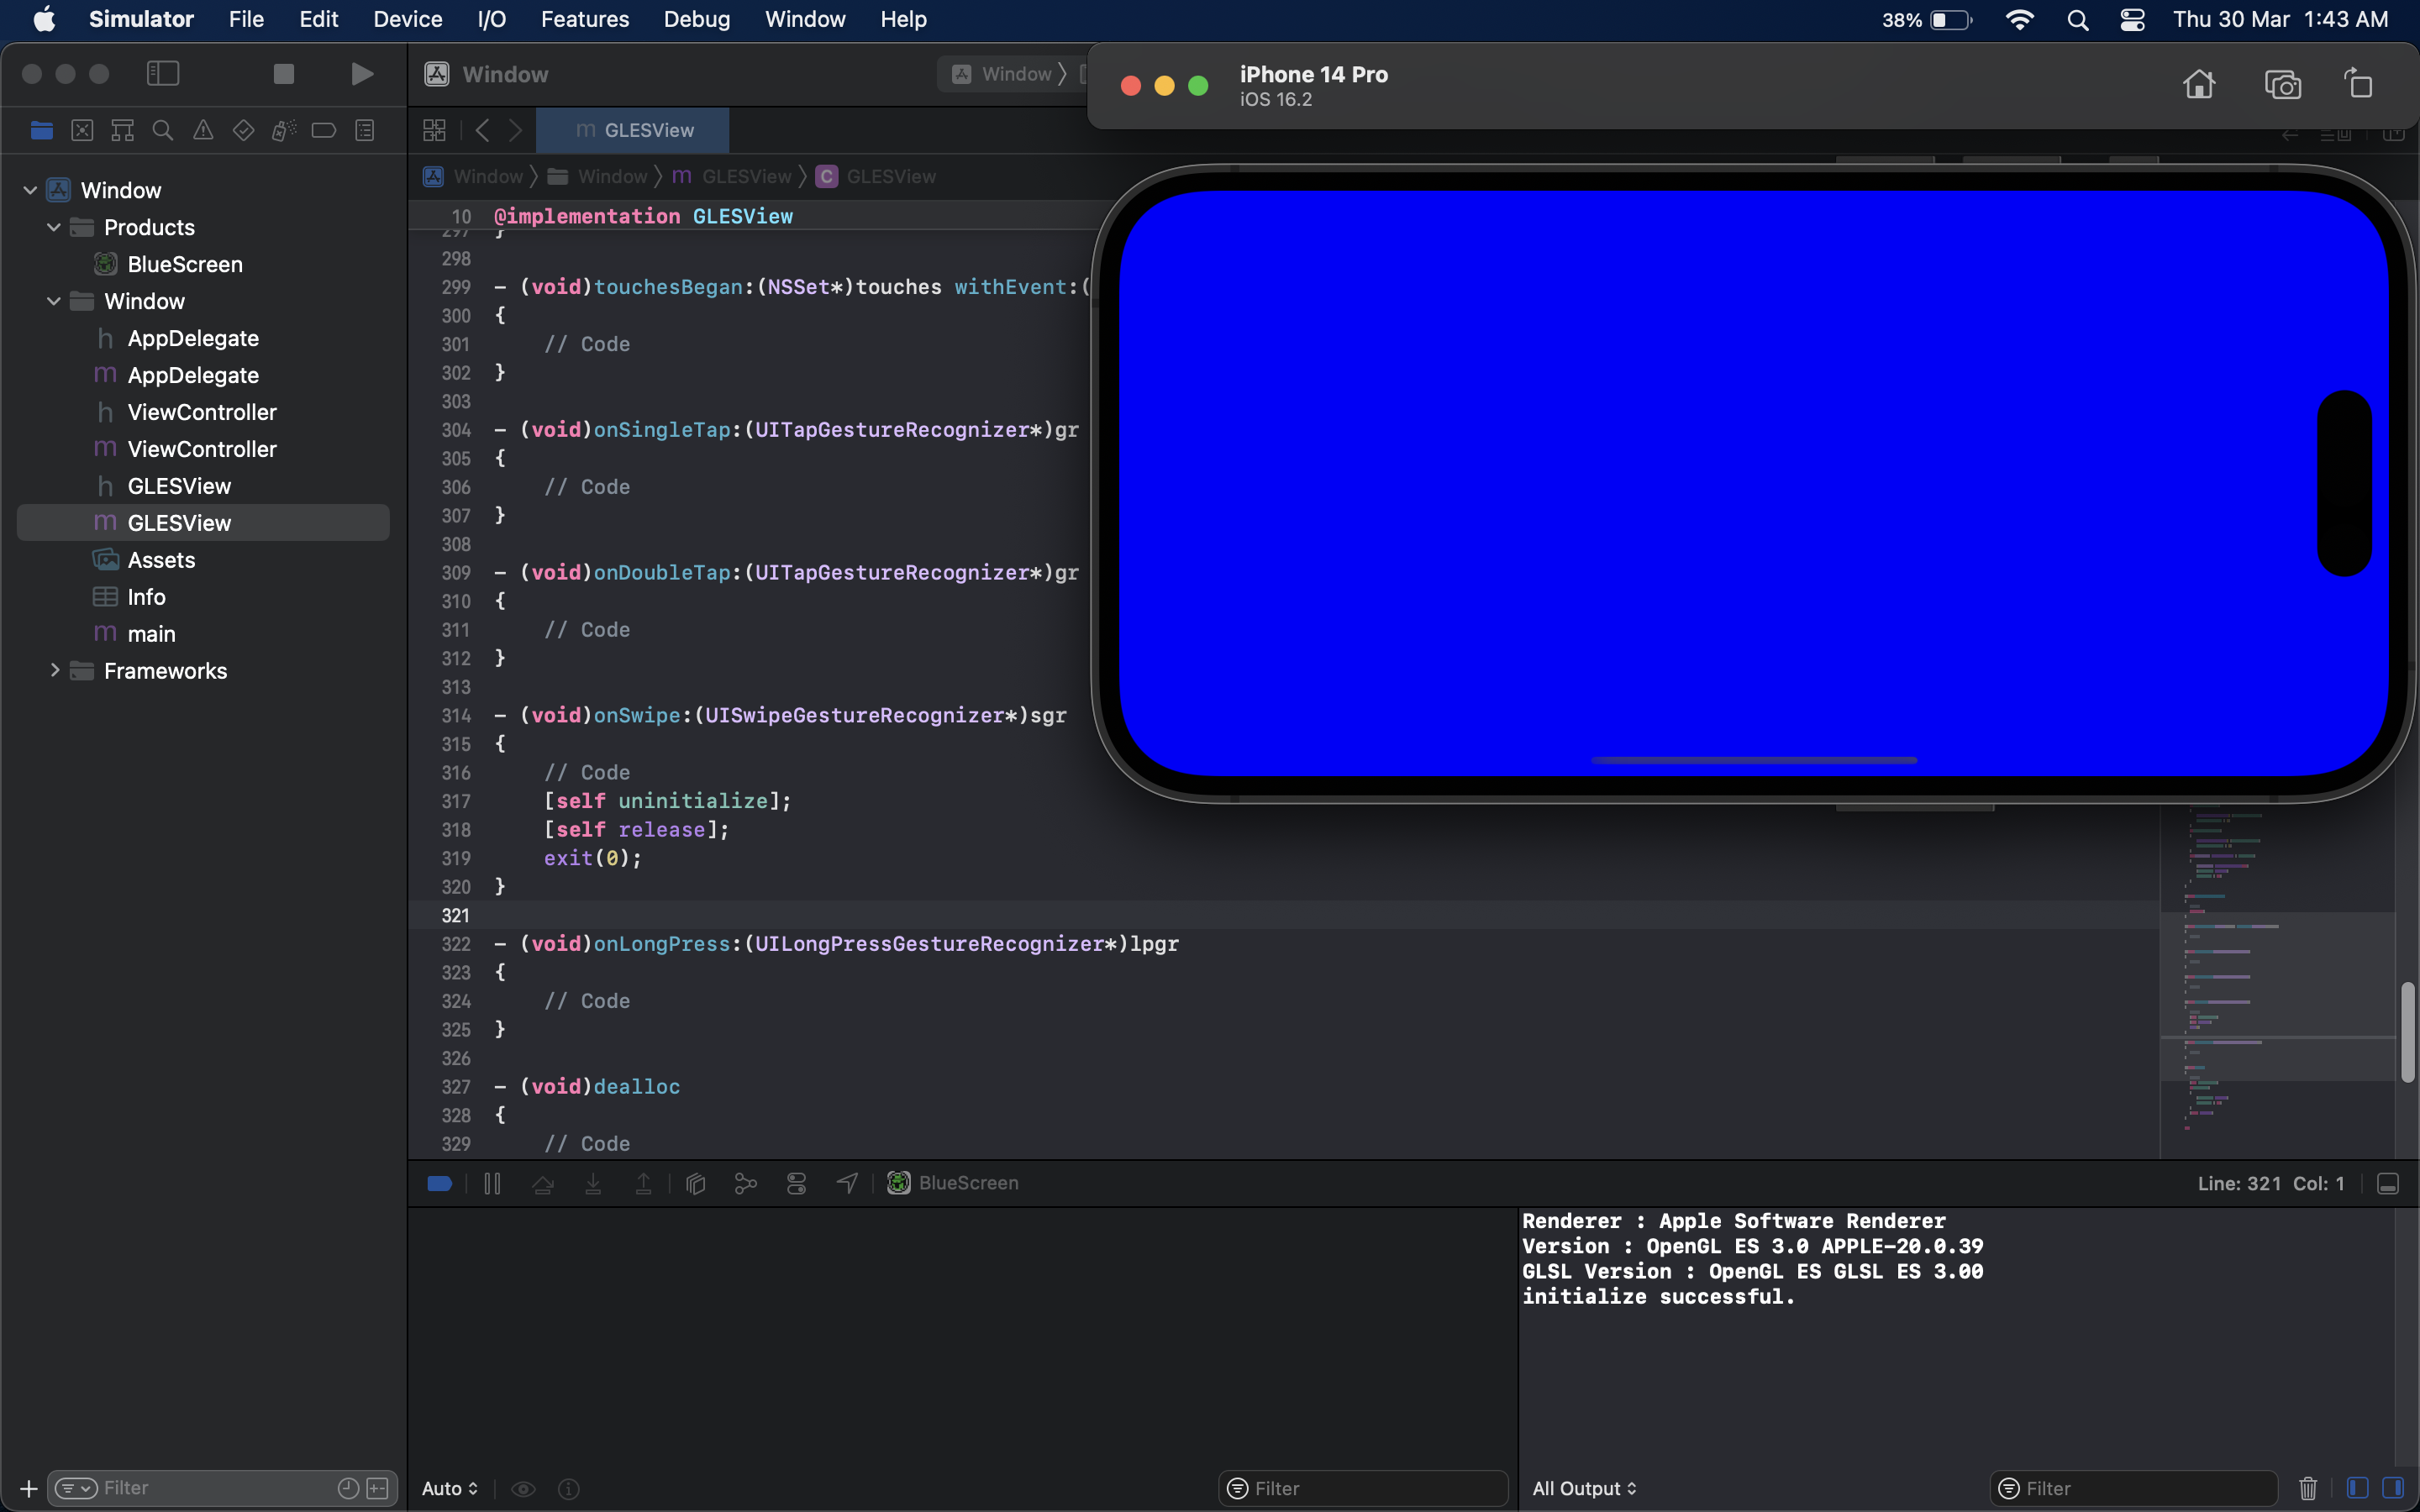 Simulator File Edit Device I/O Features Debug Window Help 38% Thu 30 Mar 1:43 AM
Window
Window
iPhone 14 Pro
iOS 16.2
m GLESView
Window
Products
BlueScreen
Window
h AppDelegate
m AppDelegate
h ViewController
m ViewController
h GLESView
m GLESView
Assets
Info
m main
Frameworks
Window Window m GLESView C GLESView
10 @implementation GLESView
297 }
298
299 - (void)touchesBegan:(NSSet*)touches withEvent:(
300 {
301 // Code
302 }
303
304 - (void)onSingleTap:(UITapGestureRecognizer*)gr
305 {
306 // Code
307 }
308
309 - (void)onDoubleTap:(UITapGestureRecognizer*)gr
310 {
311 // Code
312 }
313
314 - (void)onSwipe:(UISwipeGestureRecognizer*)sgr
315 {
316 // Code
317 [self uninitialize];
318 [self release];
319 exit(0);
320 }
321
322 - (void)onLongPress:(UILongPressGestureRecognizer*)lpgr
323 {
324 // Code
325 }
326
327 - (void)dealloc
328 {
329 // Code
BlueScreen
Line: 321 Col: 1
Renderer : Apple Software Renderer
Version : OpenGL ES 3.0 APPLE-20.0.39
GLSL Version : OpenGL ES GLSL ES 3.00
initialize successful.
Filter
Auto
Filter
All Output
Filter